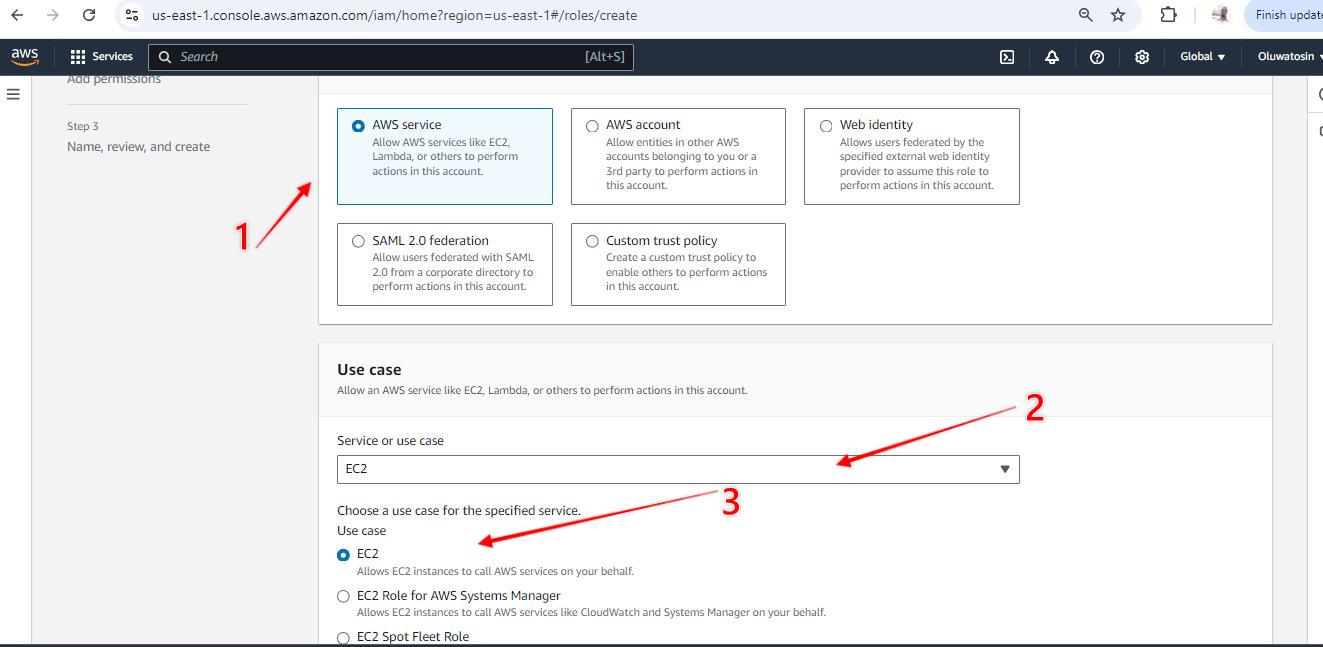 us-east-1.console.aws.amazon.com/iam/home?region=us-east-1#/roles/create
Finish update
aws
Services
Search
[Alt+S]
Global
Oluwatosin
Add permissions
Step 3
Name, review, and create
AWS service
Allow AWS services like EC2,
Lambda, or others to perform
actions in this account.
AWS account
Allow entities in other AWS
accounts belonging to you or a
3rd party to perform actions in
this account.
Web identity
Allows users federated by the
specified external web identity
provider to assume this role to
perform actions in this account.
1
SAML 2.0 federation
Allow users federated with SAML
2.0 from a corporate directory to
perform actions in this account.
Custom trust policy
Create a custom trust policy to
enable others to perform actions
in this account.
Use case
Allow an AWS service like EC2, Lambda, or others to perform actions in this account.
2
Service or use case
EC2
3
Choose a use case for the specified service.
Use case
EC2
Allows EC2 instances to call AWS services on your behalf.
EC2 Role for AWS Systems Manager
Allows EC2 instances to call AWS services like CloudWatch and Systems Manager on your behalf.
EC2 Spot Fleet Role